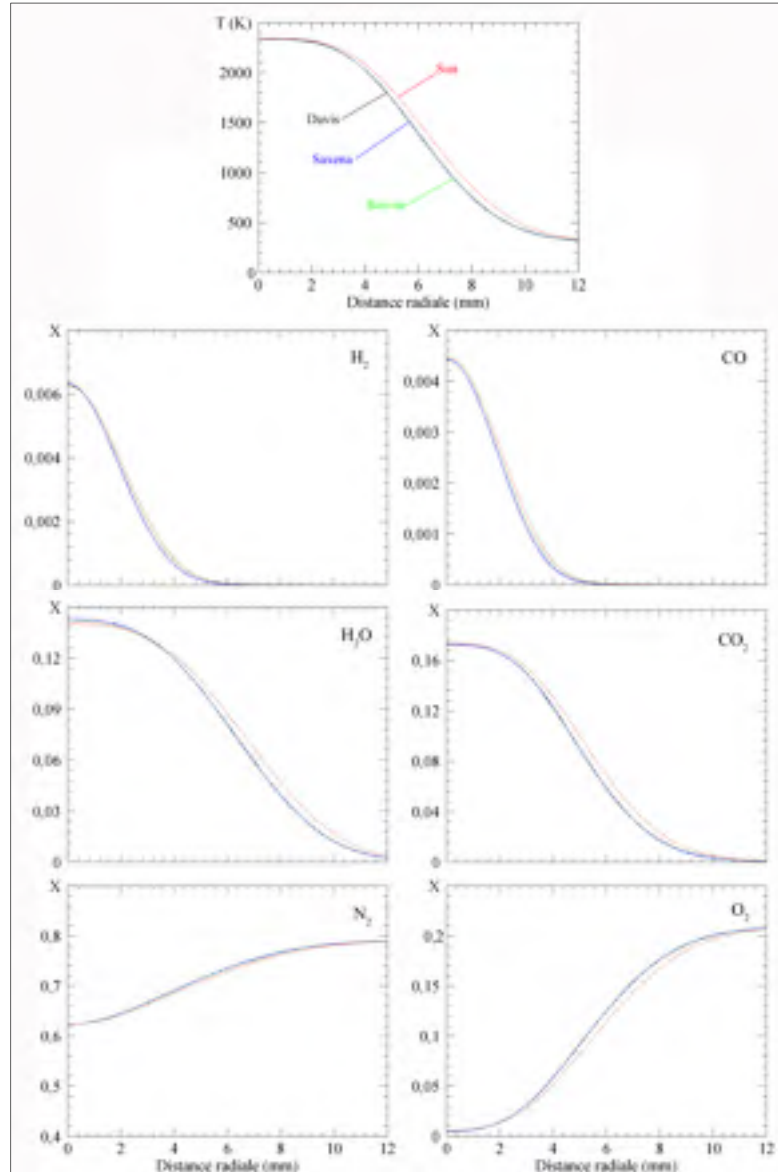 T (K)
2000
1500
1000
500
0
Sun
Davis
Saxena
0 2 4 6 8 10 12
Distance radiale (mm)
X
H2
0,006
0,004
0,002
0
X
CO
0,004
0,003
0,002
0,001
0
X
H2O
0,12
0,09
0,06
0,03
0
X
CO2
0,16
0,12
0,08
0,04
0
X
N2
0,8
0,7
0,6
0,5
0,4
0 2 4 6 8 10 12
Distance radiale (mm)
X
O2
0,2
0,15
0,1
0,05
0
0 2 4 6 8 10 12
Distance radiale (mm)